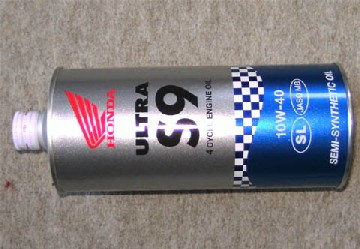 HONDA
ULTRA
S9
4 CYCLE ENGINE OIL
10W-40
SL
JASO MB
SEMI-SYNTHETIC OIL